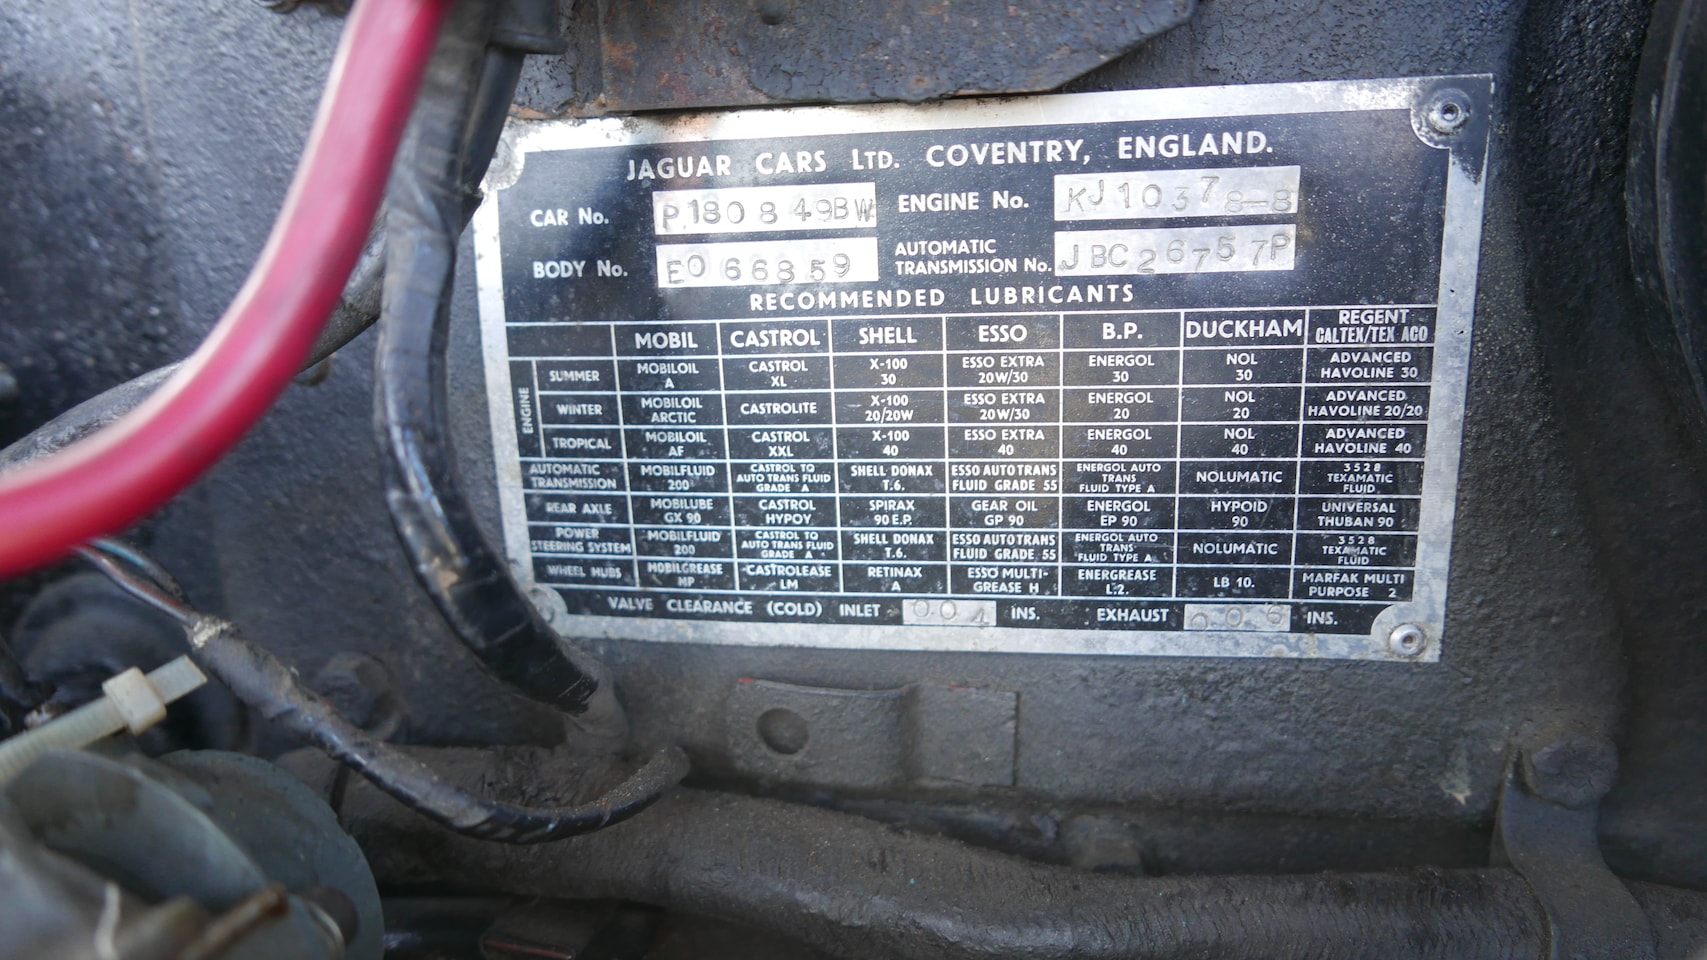 JAGUAR CARS LTD. COVENTRY, ENGLAND.
CAR No. P180849BW ENGINE No. KJ10378-8
BODY No. E066859 AUTOMATIC TRANSMISSION No. JBC26757P
RECOMMENDED LUBRICANTS
MOBIL CASTROL SHELL ESSO B.P. DUCKHAM REGENT CALTEX/TEXACO
ENGINE
SUMMER MOBILOIL A CASTROL XL X-100 30 ESSO EXTRA 20W/30 ENERGOL 30 NOL 30 ADVANCED HAVOLINE 30
WINTER MOBILOIL ARCTIC CASTROLITE X-100 20/20W ESSO EXTRA 20W/30 ENERGOL 20 NOL 20 ADVANCED HAVOLINE 20/20
TROPICAL MOBILOIL AF CASTROL XXL X-100 40 ESSO EXTRA 40 ENERGOL 40 NOL 40 ADVANCED HAVOLINE 40
AUTOMATIC TRANSMISSION MOBILFLUID 200 CASTROL TQ AUTO TRANS FLUID GRADE A SHELL DONAX T.6. ESSO AUTO TRANS FLUID GRADE 55 ENERGOL AUTO TRANS FLUID TYPE A NOLUMATIC 3528 TEXAMATIC FLUID
REAR AXLE MOBILUBE GX 90 CASTROL HYPOY SPIRAX 90 E.P. GEAR OIL GP 90 ENERGOL EP 90 HYPOID 90 UNIVERSAL THUBAN 90
POWER STEERING SYSTEM MOBILFLUID 200 CASTROL TQ AUTO TRANS FLUID GRADE A SHELL DONAX T.6. ESSO AUTO TRANS FLUID GRADE 55 ENERGOL AUTO TRANS FLUID TYPE A NOLUMATIC 3528 TEXAMATIC FLUID
WHEEL HUBS MOBILGREASE MP CASTROLEASE LM RETINAX A ESSO MULTI-GREASE H ENERGREASE L.2. LB 10. MARFAK MULTI PURPOSE 2
VALVE CLEARANCE (COLD) INLET .004 INS. EXHAUST .006 INS.